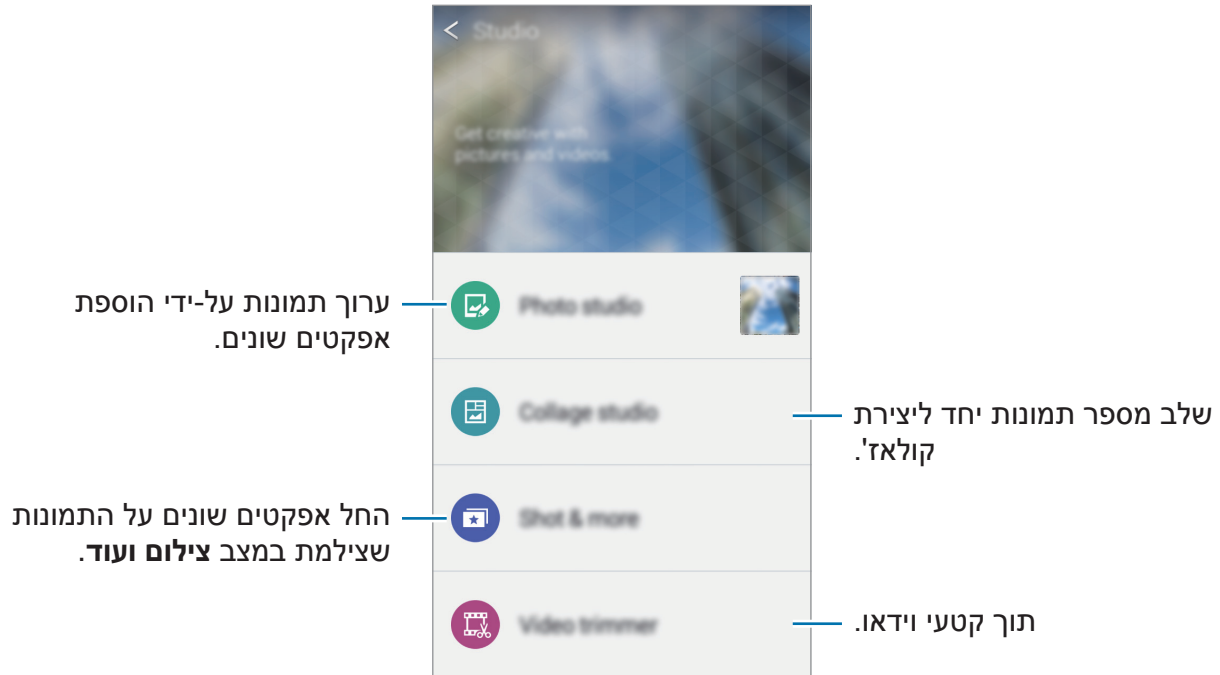 < Studio
Get creative with
pictures and videos
ערוך תמונות על-ידי הוספת
אפקטים שונים.
Photo studio
Collage studio
שלב מספר תמונות יחד ליצירת
קולאז'.
החל אפקטים שונים על התמונות
שצילמת במצב צילום ועוד.
Shot & more
Video trimmer
תוך קטעי וידאו.